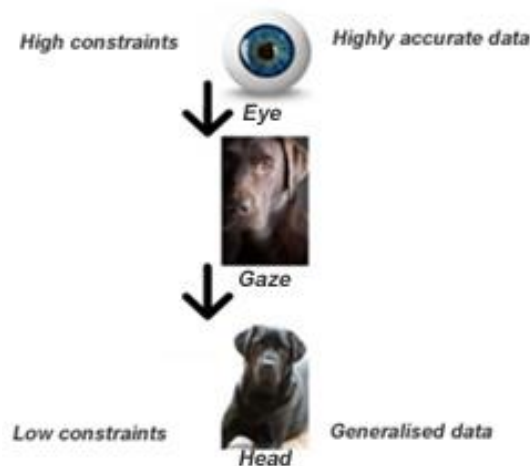 High constraints
Highly accurate data
Eye
Gaze
Low constraints
Generalised data
Head